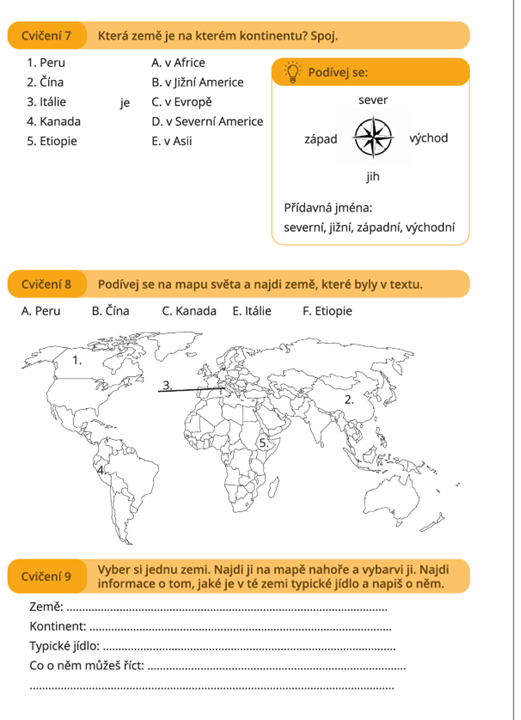 Cvičení 7 Která země je na kterém kontinentu? Spoj.
1. Peru A. v Africe
2. Čína B. v Jižní Americe
3. Itálie je C. v Evropě
4. Kanada D. v Severní Americe
5. Etiopie E. v Asii
Podívej se:
sever
západ východ
jih
Přídavná jména:
severní, jižní, západní, východní
Cvičení 8 Podívej se na mapu světa a najdi země, které byly v textu.
A. Peru B. Čína C. Kanada E. Itálie F. Etiopie
1.
3.
2.
5.
4.
Cvičení 9 Vyber si jednu zemi. Najdi ji na mapě nahoře a vybarvi ji. Najdi
informace o tom, jaké je v té zemi typické jídlo a napiš o něm.
Země: ................................................................................
Kontinent: ................................................................................
Typické jídlo: ................................................................................
Co o něm můžeš říct: ................................................................................
................................................................................